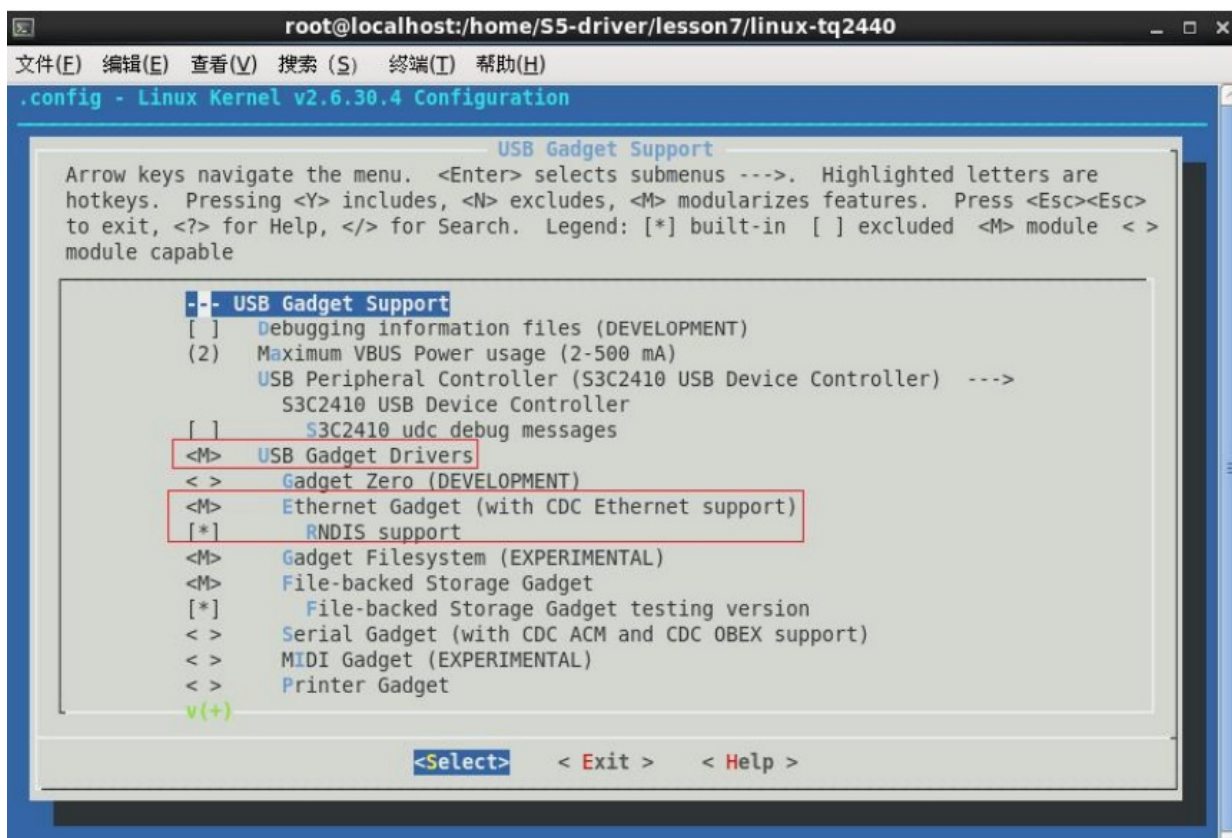 root@localhost:/home/S5-driver/lesson7/linux-tq2440
文件(F) 编辑(E) 查看(V) 搜索 (S) 终端(T) 帮助(H)
.config - Linux Kernel v2.6.30.4 Configuration
USB Gadget Support
Arrow keys navigate the menu. <Enter> selects submenus --->. Highlighted letters are
hotkeys. Pressing <Y> includes, <N> excludes, <M> modularizes features. Press <Esc><Esc>
to exit, <?> for Help, </> for Search. Legend: [*] built-in [ ] excluded <M> module < >
module capable
--- USB Gadget Support
[ ] Debugging information files (DEVELOPMENT)
(2) Maximum VBUS Power usage (2-500 mA)
USB Peripheral Controller (S3C2410 USB Device Controller) --->
S3C2410 USB Device Controller
[ ] S3C2410 udc debug messages
<M> USB Gadget Drivers
< > Gadget Zero (DEVELOPMENT)
<M> Ethernet Gadget (with CDC Ethernet support)
[*] RNDIS support
<M> Gadget Filesystem (EXPERIMENTAL)
<M> File-backed Storage Gadget
[*] File-backed Storage Gadget testing version
< > Serial Gadget (with CDC ACM and CDC OBEX support)
< > MIDI Gadget (EXPERIMENTAL)
< > Printer Gadget
v(+)
<Select> < Exit > < Help >